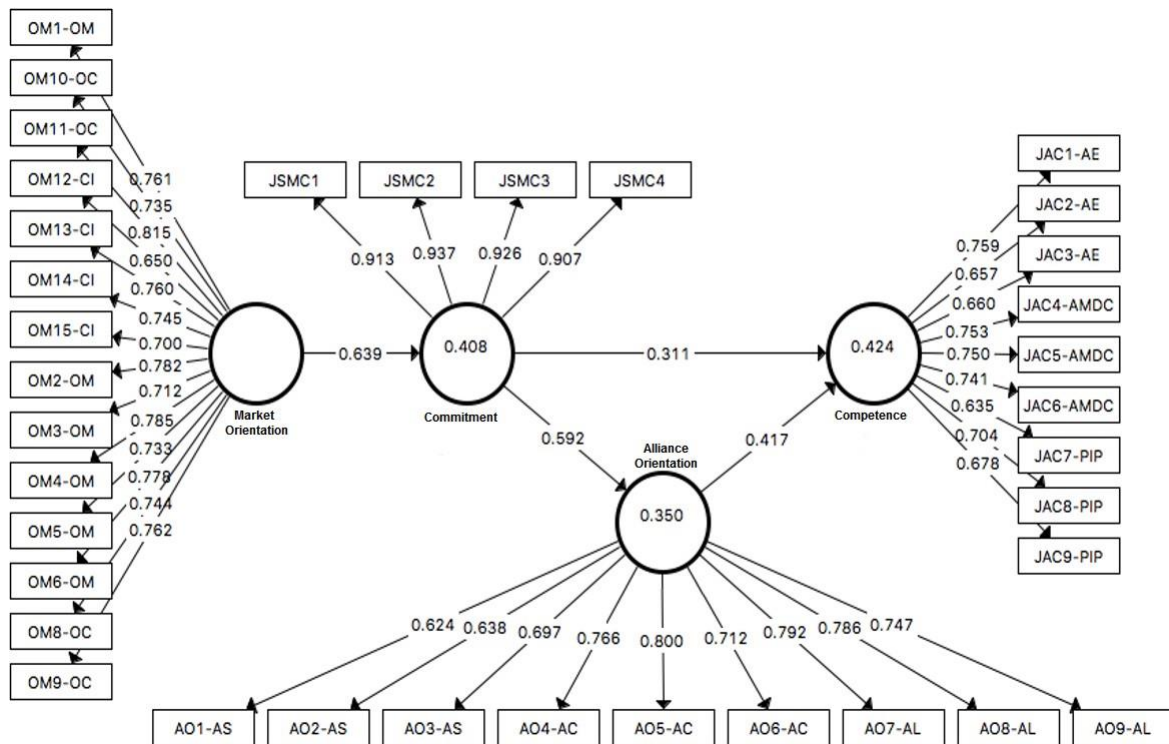 OM1-OM
OM10-OC
OM11-OC
OM12-CI
OM13-CI
OM14-CI
OM15-CI
OM2-OM
OM3-OM
OM4-OM
OM5-OM
OM6-OM
OM8-OC
OM9-OC
0.761
0.735
0.815
0.650
0.760
0.745
0.700
0.782
0.712
0.785
0.733
0.778
0.744
0.762
Market
Orientation
0.639
JSMC1 JSMC2 JSMC3 JSMC4
0.913 0.937 0.926 0.907
0.408
Commitment
0.311
0.592
Alliance
Orientation
0.350
0.417
0.424
Competence
0.759
0.657
0.660
0.753
0.750
0.741
0.635
0.704
0.678
JAC1-AE
JAC2-AE
JAC3-AE
JAC4-AMDC
JAC5-AMDC
JAC6-AMDC
JAC7-PIP
JAC8-PIP
JAC9-PIP
0.624 0.638 0.697 0.766 0.800 0.712 0.792 0.786 0.747
AO1-AS AO2-AS AO3-AS AO4-AC AO5-AC AO6-AC AO7-AL AO8-AL AO9-AL